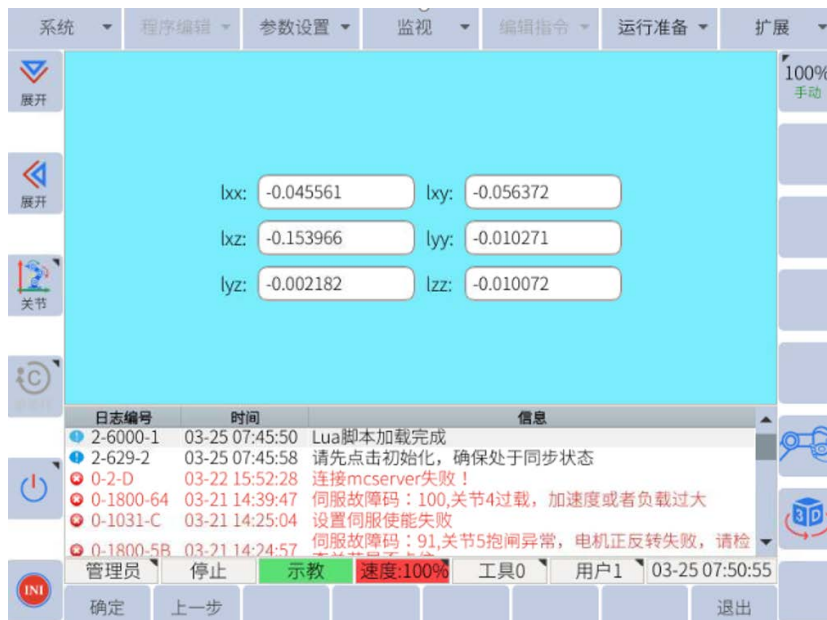 系统 程序编辑 参数设置 监视 编辑指令 运行准备 扩展
展开
100%
手动
展开
lxx: -0.045561 lxy: -0.056372
lxz: -0.153966 lyy: -0.010271
lyz: -0.002182 lzz: -0.010072
关节
日志编号 时间 信息
2-6000-1 03-25 07:45:50 Lua脚本加载完成
2-629-2 03-25 07:45:58 请先点击初始化，确保处于同步状态
0-2-D 03-22 15:52:28 连接mcserver失败！
0-1800-64 03-21 14:39:47 伺服故障码：100,关节4过载，加速度或者负载过大
0-1031-C 03-21 14:25:04 设置伺服使能失败
0-1800-5B 03-21 14:24:57 伺服故障码：91,关节5抱闸异常，电机正反转失败，请检
3D
管理员 停止 示教 速度:100% 工具0 用户1 03-25 07:50:55
INI
确定 上一步 退出